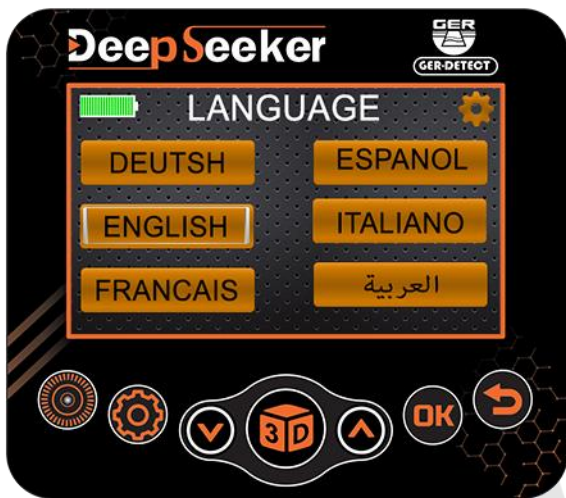 DeepSeeker
GER
GER-DETECT
LANGUAGE
DEUTSH
ESPANOL
ENGLISH
ITALIANO
FRANCAIS
العربية
3D
OK